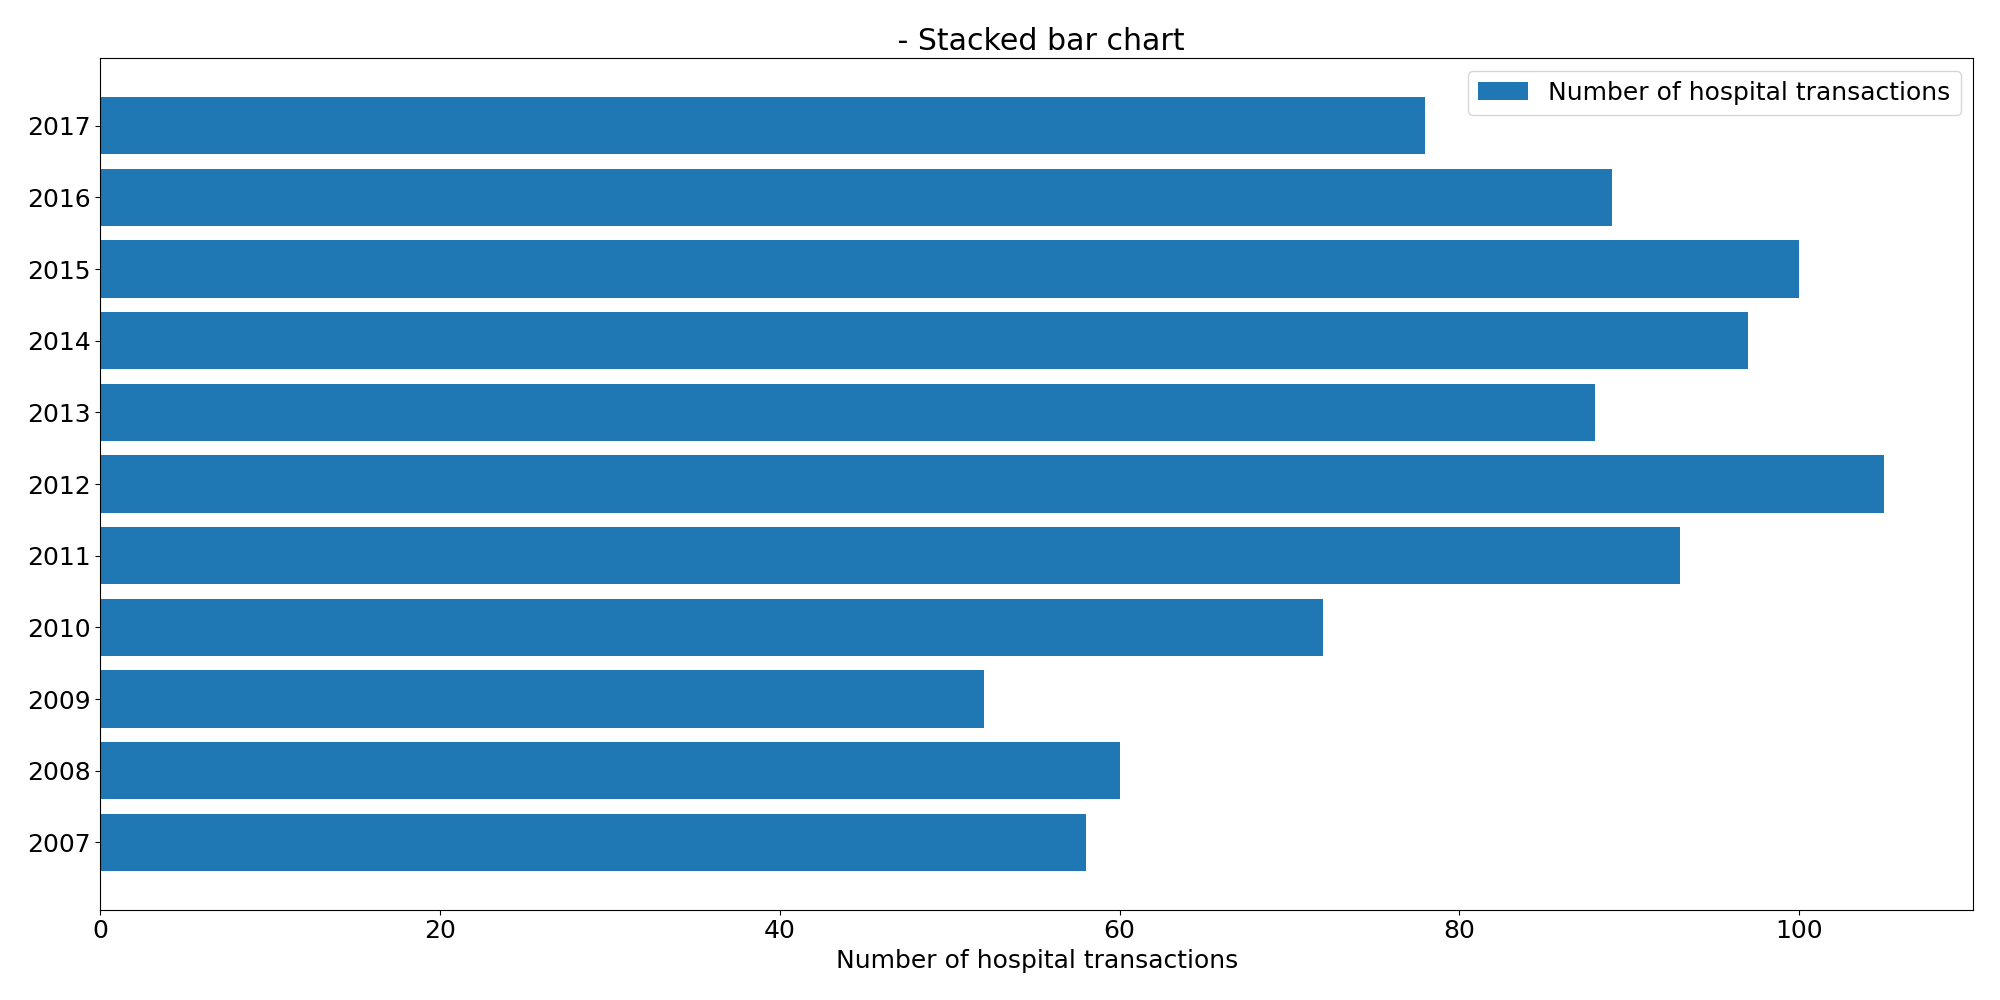 - Stacked bar chart
Number of hospital transactions
2017
2016
2015
2014
2013
2012
2011
2010
2009
2008
2007
0 20 40 60 80 100
Number of hospital transactions